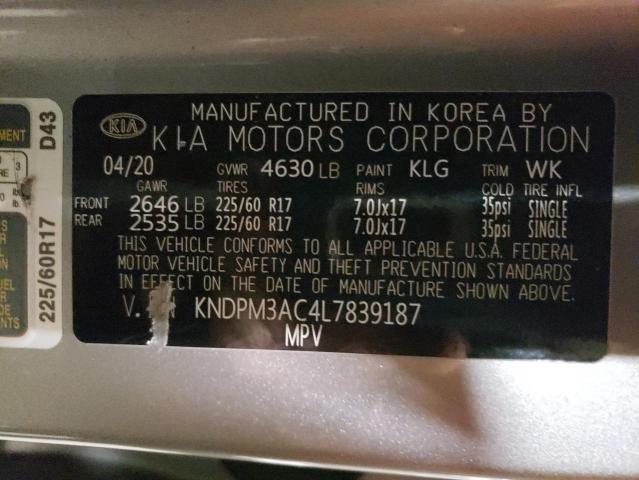 MANUFACTURED IN KOREA BY
KIA KIA MOTORS CORPORATION
04/20 GVWR 4630 LB PAINT KLG TRIM WK
GAWR TIRES RIMS COLD TIRE INFL
FRONT 2646 LB 225/60 R17 7.0Jx17 35psi SINGLE
REAR 2535 LB 225/60 R17 7.0Jx17 35psi SINGLE
THIS VEHICLE CONFORMS TO ALL APPLICABLE U.S.A. FEDERAL
MOTOR VEHICLE SAFETY AND THEFT PREVENTION STANDARDS
IN EFFECT ON THE DATE OF MANUFACTURE SHOWN ABOVE.
KNDPM3AC4L7839187
MPV
225/60R17 D43